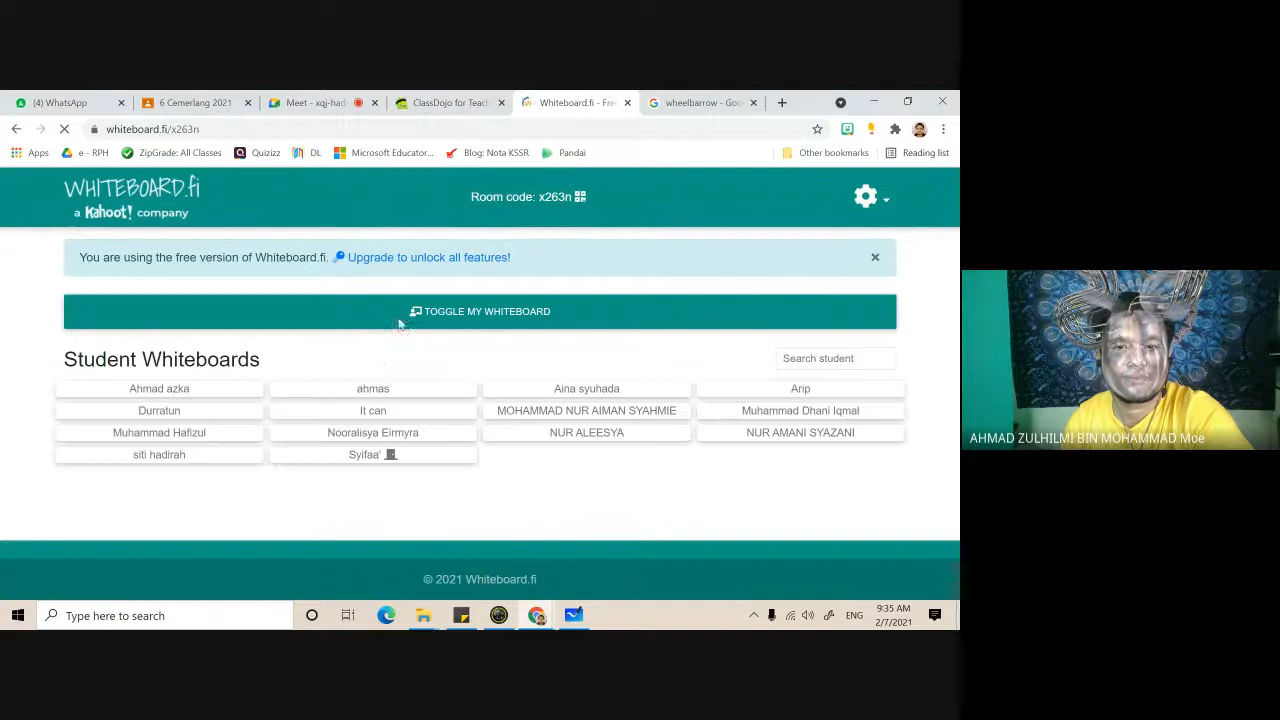 (4) WhatsApp
6 Cemerlang 2021
Meet - xqj-had
ClassDojo for Teach
Whiteboard.fi - Fre
wheelbarrow - Goo
whiteboard.fi/x263n
Apps
e - RPH
ZipGrade: All Classes
Quizizz
DL
Microsoft Educator...
Blog: Nota KSSR
Pandai
Other bookmarks
Reading list
WHITEBOARD.fi
a Kahoot! company
Room code: x263n
You are using the free version of Whiteboard.fi. Upgrade to unlock all features!
TOGGLE MY WHITEBOARD
Student Whiteboards
Search student
Ahmad azka
ahmas
Aina syuhada
Arip
Durratun
It can
MOHAMMAD NUR AIMAN SYAHMIE
Muhammad Dhani Iqmal
Muhammad Hafizul
Nooralisya Eirmyra
NUR ALEESYA
NUR AMANI SYAZANI
siti hadirah
Syifaa'
© 2021 Whiteboard.fi
AHMAD ZULHILMI BIN MOHAMMAD Moe
Type here to search
ENG
9:35 AM
2/7/2021